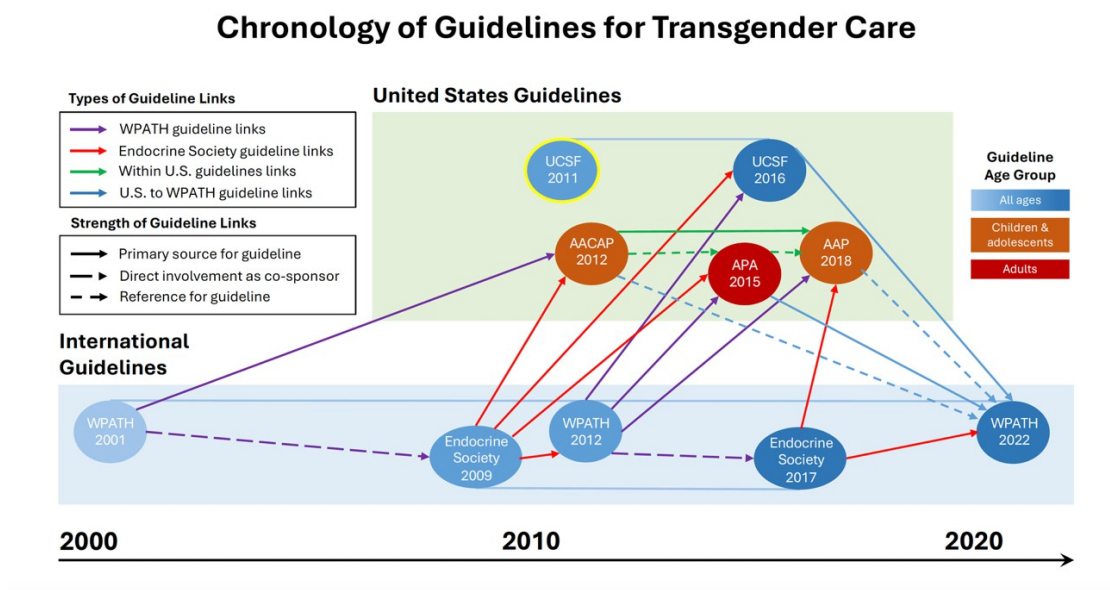 Chronology of Guidelines for Transgender Care
Types of Guideline Links
WPATH guideline links
Endocrine Society guideline links
Within U.S. guidelines links
U.S. to WPATH guideline links
Strength of Guideline Links
Primary source for guideline
Direct involvement as co-sponsor
Reference for guideline
United States Guidelines
UCSF
2011
UCSF
2016
AACAP
2012
APA
2015
AAP
2018
Guideline
Age Group
All ages
Children &
adolescents
Adults
International
Guidelines
WPATH
2001
Endocrine
Society
2009
WPATH
2012
Endocrine
Society
2017
WPATH
2022
2000
2010
2020